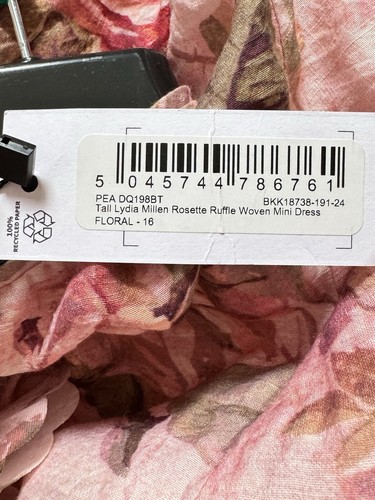 5 045744 786761
PEA DQ198BT BKK18738-191-24
Tall Lydia Millen Rosette Ruffle Woven Mini Dress
FLORAL - 16
100%
RECYCLED PAPER